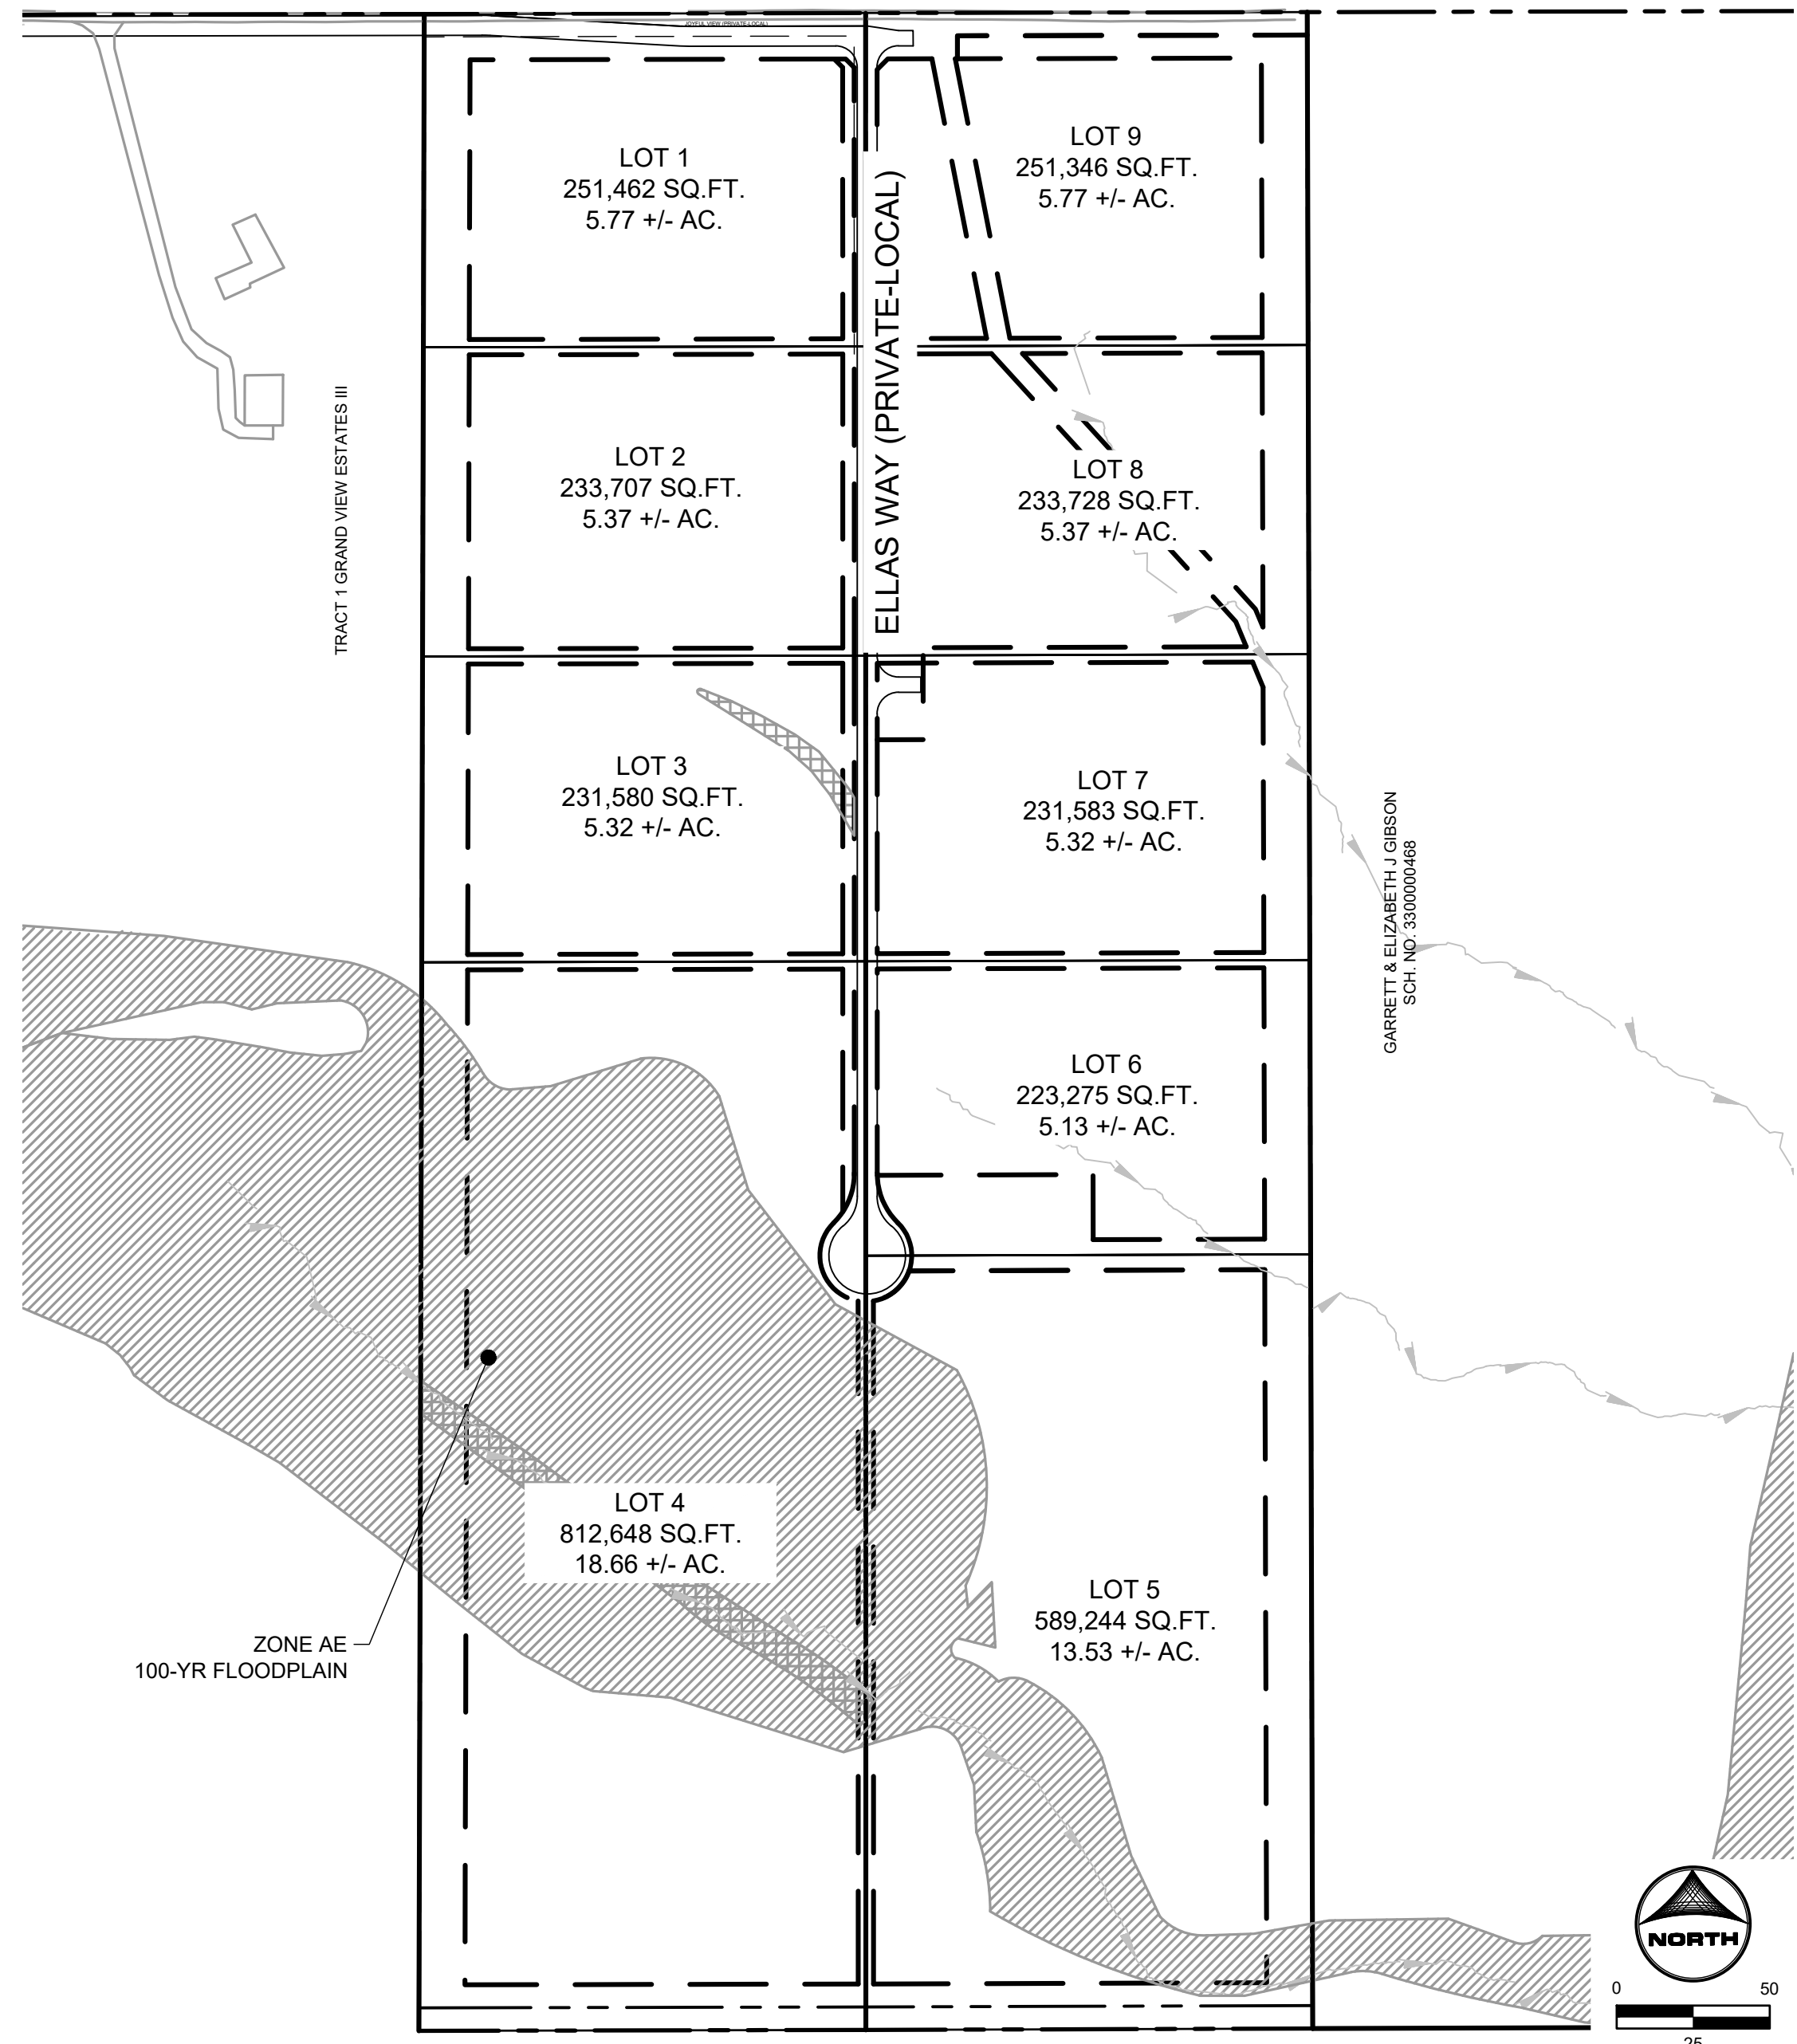 JOYFUL VIEW (PRIVATE-LOCAL)
LOT 1
251,462 SQ.FT.
5.77 +/- AC.
LOT 9
251,346 SQ.FT.
5.77 +/- AC.
ELLAS WAY (PRIVATE-LOCAL)
TRACT 1 GRAND VIEW ESTATES III
LOT 2
233,707 SQ.FT.
5.37 +/- AC.
LOT 8
233,728 SQ.FT.
5.37 +/- AC.
LOT 3
231,580 SQ.FT.
5.32 +/- AC.
LOT 7
231,583 SQ.FT.
5.32 +/- AC.
GARRETT & ELIZABETH J GIBSON
SCH. NO. 3300000468
LOT 6
223,275 SQ.FT.
5.13 +/- AC.
LOT 4
812,648 SQ.FT.
18.66 +/- AC.
LOT 5
589,244 SQ.FT.
13.53 +/- AC.
ZONE AE
100-YR FLOODPLAIN
NORTH
0 50
25